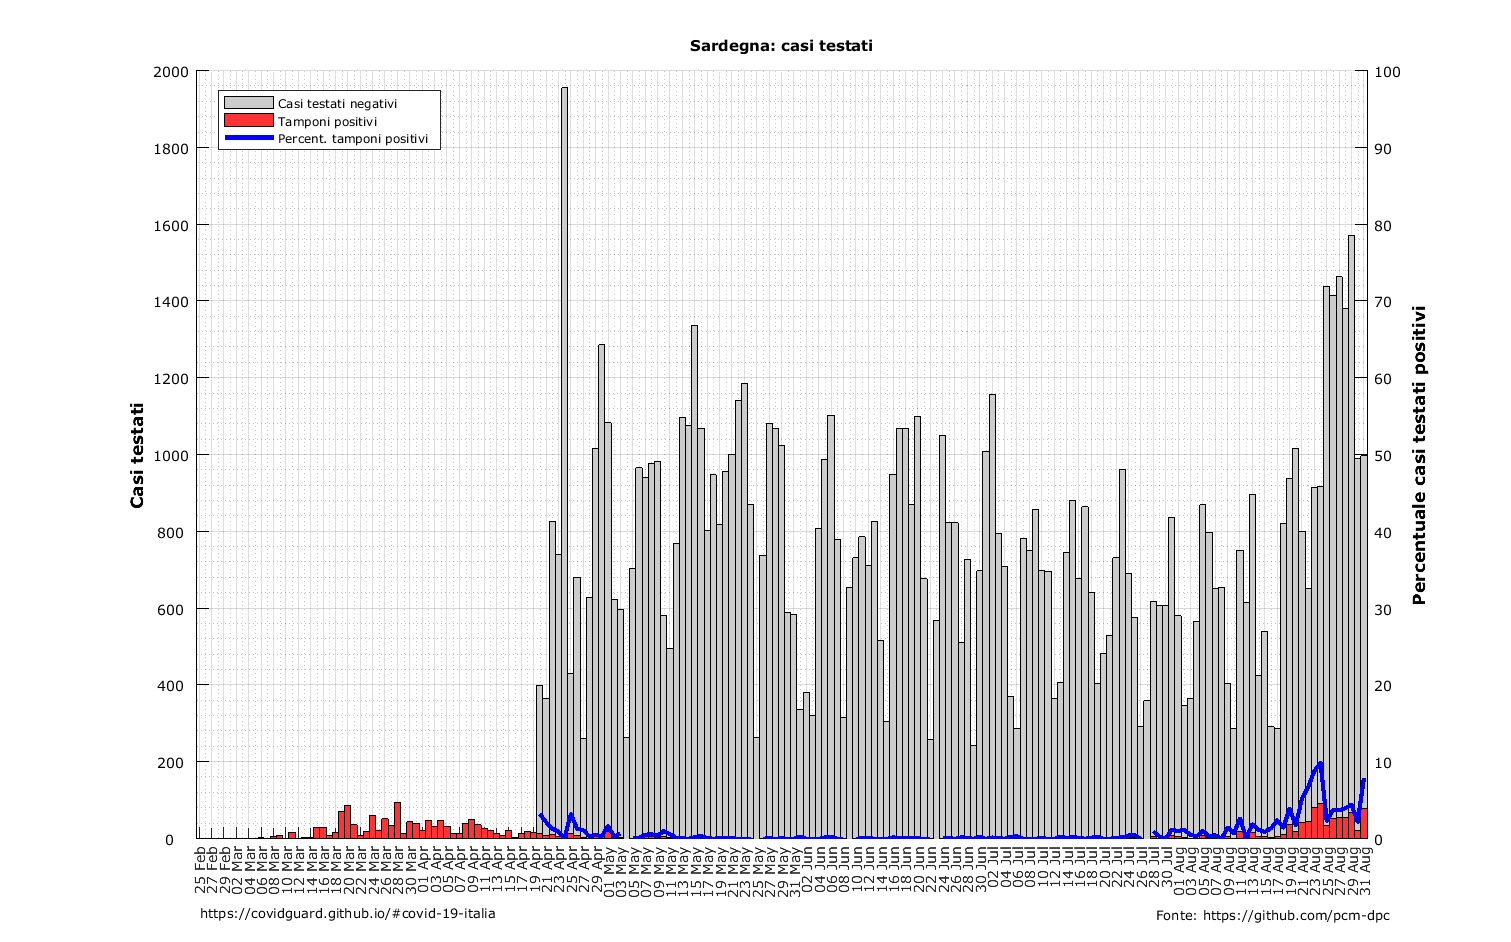 Sardegna: casi testati
Casi testati negativi
Tamponi positivi
Percent. tamponi positivi
Casi testati
2000
1800
1600
1400
1200
1000
800
600
400
200
0
100
90
80
70
60
50
40
30
20
10
0
Percentuale casi testati positivi
25 Feb
27 Feb
29 Feb
02 Mar
04 Mar
06 Mar
08 Mar
10 Mar
12 Mar
14 Mar
16 Mar
18 Mar
20 Mar
22 Mar
24 Mar
26 Mar
28 Mar
30 Mar
01 Apr
03 Apr
05 Apr
07 Apr
09 Apr
11 Apr
13 Apr
15 Apr
17 Apr
19 Apr
21 Apr
23 Apr
25 Apr
27 Apr
29 Apr
01 May
03 May
05 May
07 May
09 May
11 May
13 May
15 May
17 May
19 May
21 May
23 May
25 May
27 May
29 May
31 May
02 Jun
04 Jun
06 Jun
08 Jun
10 Jun
12 Jun
14 Jun
16 Jun
18 Jun
20 Jun
22 Jun
24 Jun
26 Jun
28 Jun
30 Jun
02 Jul
04 Jul
06 Jul
08 Jul
10 Jul
12 Jul
14 Jul
16 Jul
18 Jul
20 Jul
22 Jul
24 Jul
26 Jul
28 Jul
30 Jul
01 Aug
03 Aug
05 Aug
07 Aug
09 Aug
11 Aug
13 Aug
15 Aug
17 Aug
19 Aug
21 Aug
23 Aug
25 Aug
27 Aug
29 Aug
31 Aug
https://covidguard.github.io/#covid-19-italia
Fonte: https://github.com/pcm-dpc